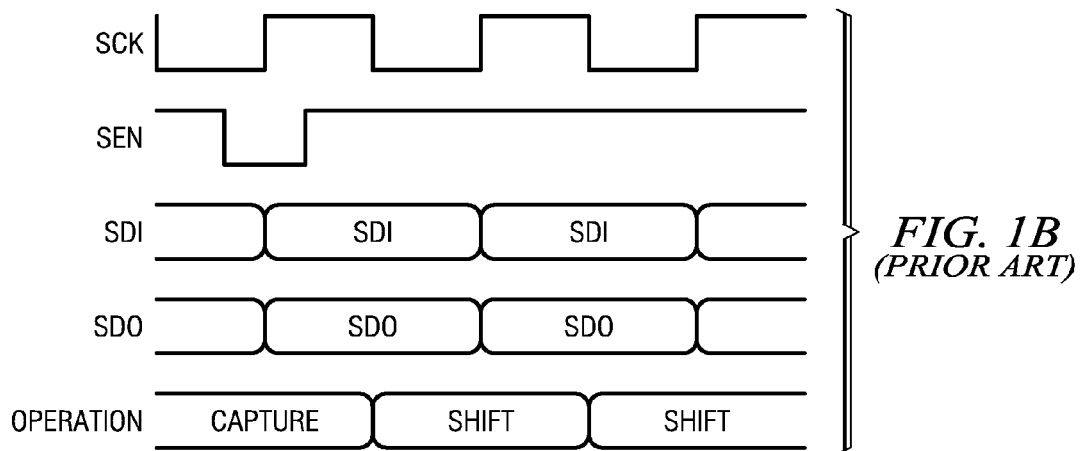 SCK
SEN
SDI SDI SDI
SDO SDO SDO
OPERATION CAPTURE SHIFT SHIFT
FIG. 1B
(PRIOR ART)